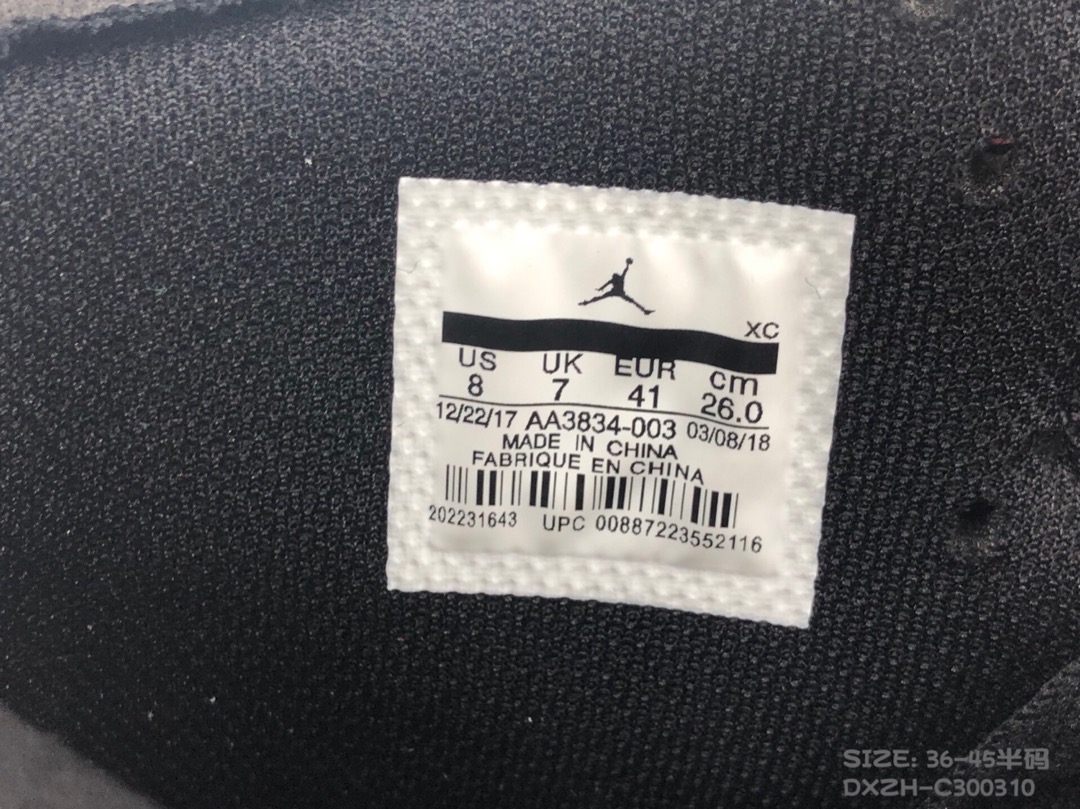 XC
US UK EUR cm
8 7 41 26.0
12/22/17 AA3834-003 03/08/18
MADE IN CHINA
FABRIQUE EN CHINA
202231643 UPC 00887223552116
SIZE: 36-45半码
DXZH-C300310